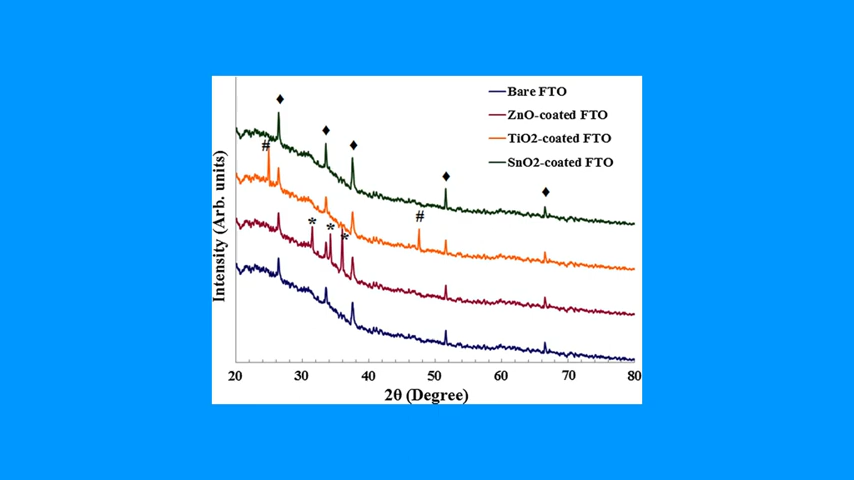 Bare FTO
ZnO-coated FTO
TiO2-coated FTO
SnO2-coated FTO
#
#
* * *
Intensity (Arb. units)
20 30 40 50 60 70 80
2θ (Degree)